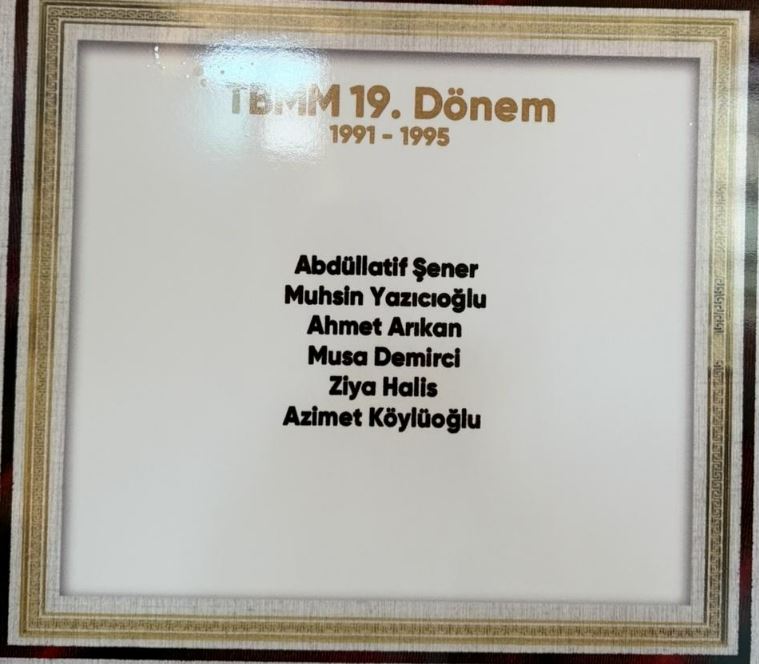 TBMM 19. Dönem
1991 - 1995
Abdüllatif Şener
Muhsin Yazıcıoğlu
Ahmet Arıkan
Musa Demirci
Ziya Halis
Azimet Köylüoğlu